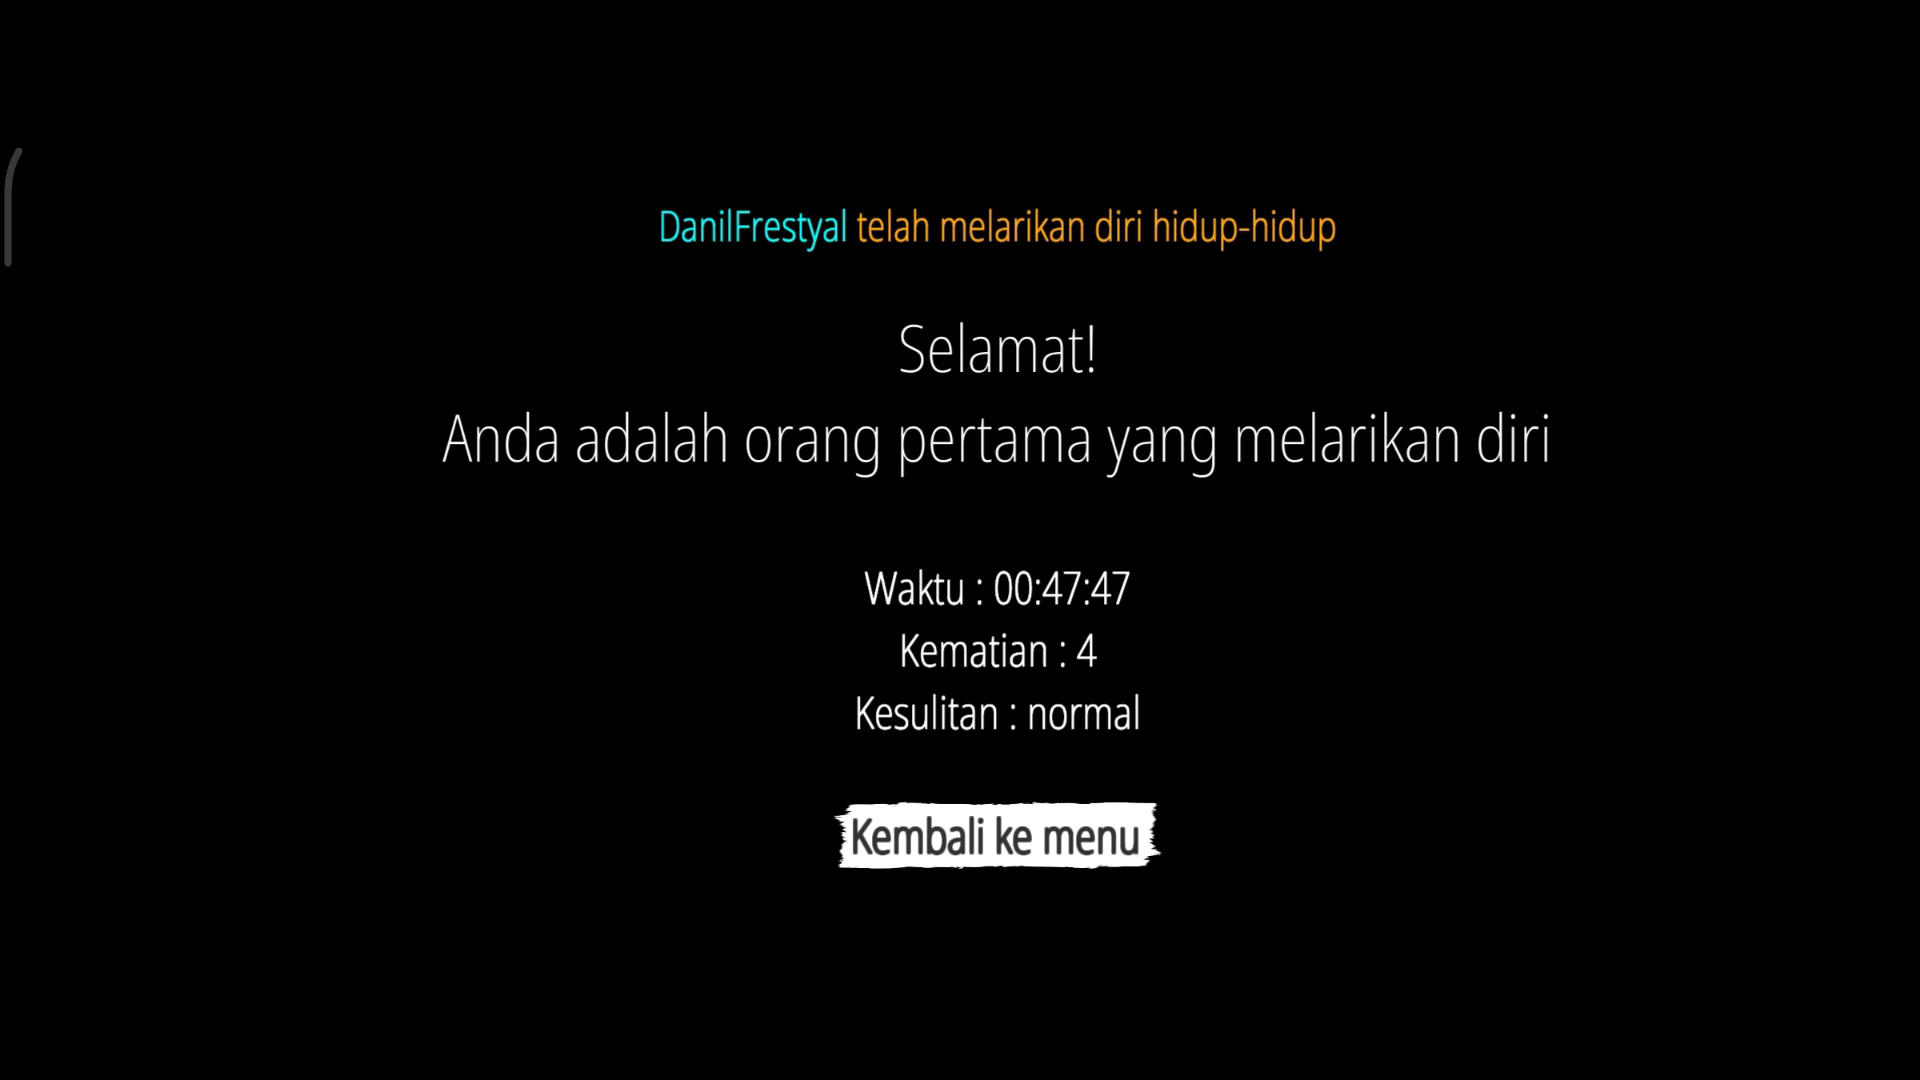 DanilFrestyal telah melarikan diri hidup-hidup
Selamat!
Anda adalah orang pertama yang melarikan diri
Waktu : 00:47:47
Kematian : 4
Kesulitan : normal
Kembali ke menu